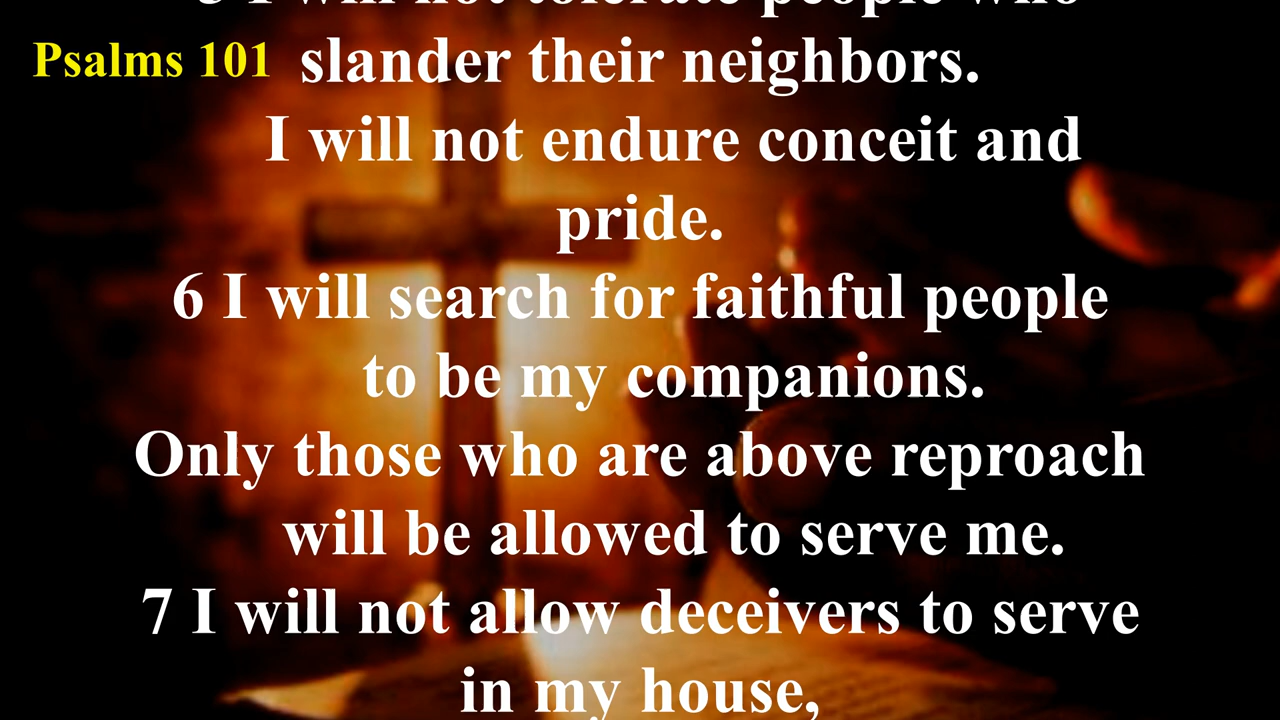 5 I will not tolerate people who
Psalms 101
slander their neighbors.
I will not endure conceit and
pride.
6 I will search for faithful people
to be my companions.
Only those who are above reproach
will be allowed to serve me.
7 I will not allow deceivers to serve
in my house,